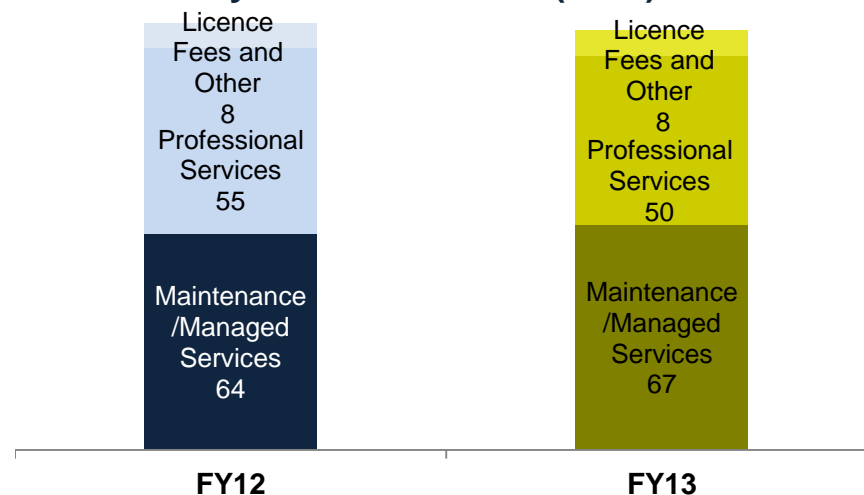 Licence
Fees and
Other
8
Professional
Services
55
Maintenance
/Managed
Services
64
Licence
Fees and
Other
8
Professional
Services
50
Maintenance
/Managed
Services
67
FY12
FY13